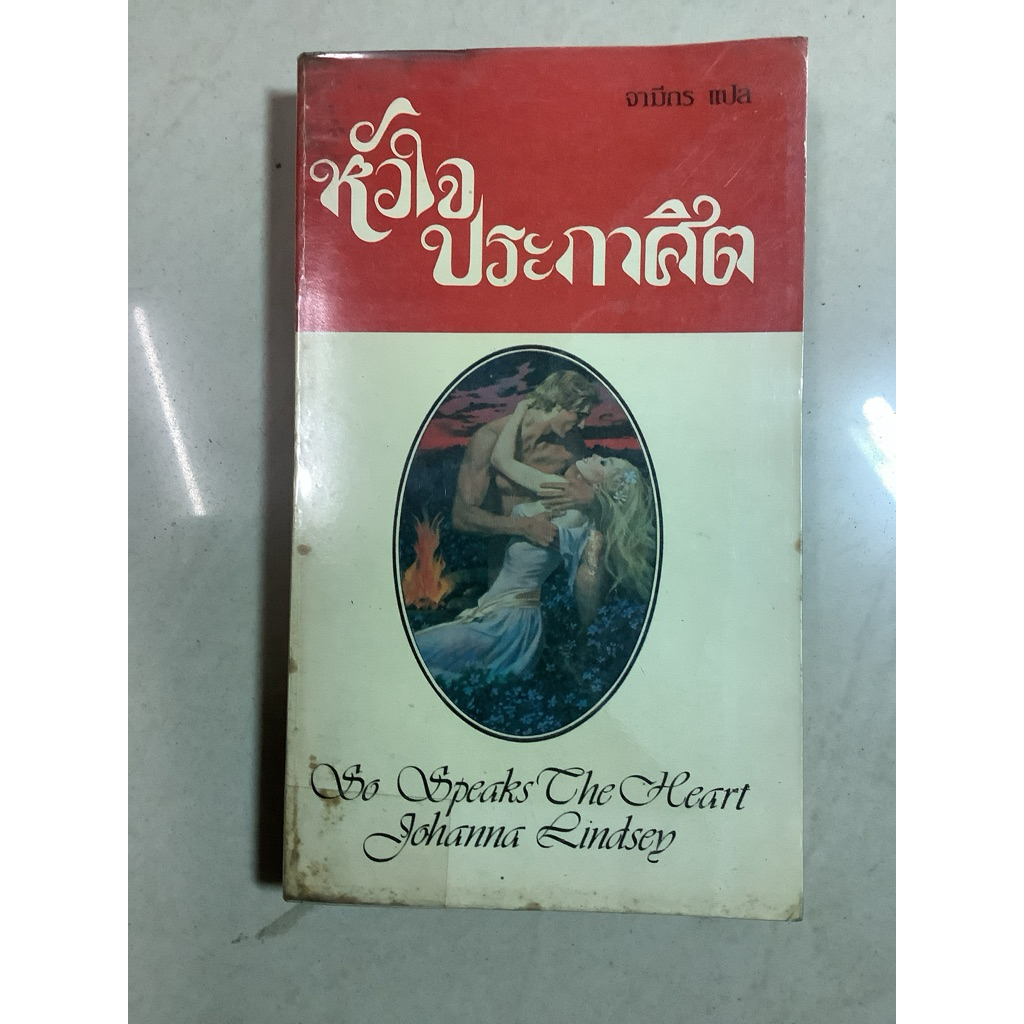 จามีกร แปล
หัวใจ
ประกาศิต
So Speaks The Heart
Johanna Lindsey